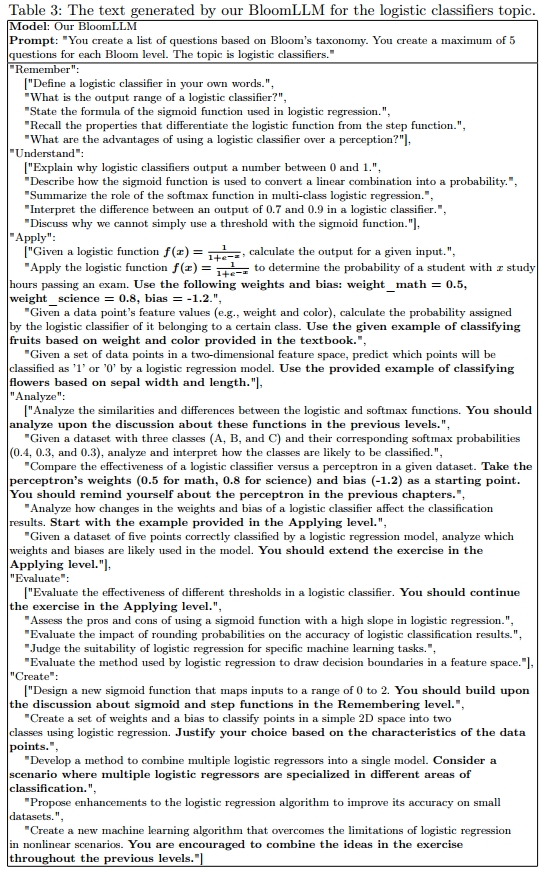 Table 3: The text generated by our BloomLLM for the logistic classifiers topic.
Model: Our BloomLLM
Prompt: "You create a list of questions based on Bloom's taxonomy. You create a maximum of 5
questions for each Bloom level. The topic is logistic classifiers."
"Remember":
["Define a logistic classifier in your own words.",
"What is the output range of a logistic classifier?",
"State the formula of the sigmoid function used in logistic regression.",
"Recall the properties that differentiate the logistic function from the step function.",
"What are the advantages of using a logistic classifier over a perception?"],
"Understand":
["Explain why logistic classifiers output a number between 0 and 1.",
"Describe how the sigmoid function is used to convert a linear combination into a probability.",
"Summarize the role of the softmax function in multi-class logistic regression.",
"Interpret the difference between an output of 0.7 and 0.9 in a logistic classifier.",
"Discuss why we cannot simply use a threshold with the sigmoid function."],
"Apply":
["Given a logistic function f(x) = 1/(1+e^{-x}), calculate the output for a given input.",
"Apply the logistic function f(x) = 1/(1+e^{-x}) to determine the probability of a student with x study
hours passing an exam. Use the following weights and bias: weight_math = 0.5,
weight_science = 0.8, bias = -1.2.",
"Given a data point's feature values (e.g., weight and color), calculate the probability assigned
by the logistic classifier of it belonging to a certain class. Use the given example of classifying
fruits based on weight and color provided in the textbook.",
"Given a set of data points in a two-dimensional feature space, predict which points will be
classified as '1' or '0' by a logistic regression model. Use the provided example of classifying
flowers based on sepal width and length."],
"Analyze":
["Analyze the similarities and differences between the logistic and softmax functions. You should
analyze upon the discussion about these functions in the previous levels.",
"Given a dataset with three classes (A, B, and C) and their corresponding softmax probabilities
(0.4, 0.3, and 0.3), analyze and interpret how the classes are likely to be classified.",
"Compare the effectiveness of a logistic classifier versus a perceptron in a given dataset. Take the
perceptron's weights (0.5 for math, 0.8 for science) and bias (-1.2) as a starting point.
You should remind yourself about the perceptron in the previous chapters.",
"Analyze how changes in the weights and bias of a logistic classifier affect the classification
results. Start with the example provided in the Applying level.",
"Given a dataset of five points correctly classified by a logistic regression model, analyze which
weights and biases are likely used in the model. You should extend the exercise in the
Applying level."],
"Evaluate":
["Evaluate the effectiveness of different thresholds in a logistic classifier. You should continue
the exercise in the Applying level.",
"Assess the pros and cons of using a sigmoid function with a high slope in logistic regression.",
"Evaluate the impact of rounding probabilities on the accuracy of logistic classification results.",
"Judge the suitability of logistic regression for specific machine learning tasks.",
"Evaluate the method used by logistic regression to draw decision boundaries in a feature space."],
"Create":
["Design a new sigmoid function that maps inputs to a range of 0 to 2. You should build upon
the discussion about sigmoid and step functions in the Remembering level.",
"Create a set of weights and a bias to classify points in a simple 2D space into two
classes using logistic regression. Justify your choice based on the characteristics of the data
points.",
"Develop a method to combine multiple logistic regressors into a single model. Consider a
scenario where multiple logistic regressors are specialized in different areas of
classification.",
"Propose enhancements to the logistic regression algorithm to improve its accuracy on small
datasets.",
"Create a new machine learning algorithm that overcomes the limitations of logistic regression
in nonlinear scenarios. You are encouraged to combine the ideas in the exercise
throughout the previous levels."]